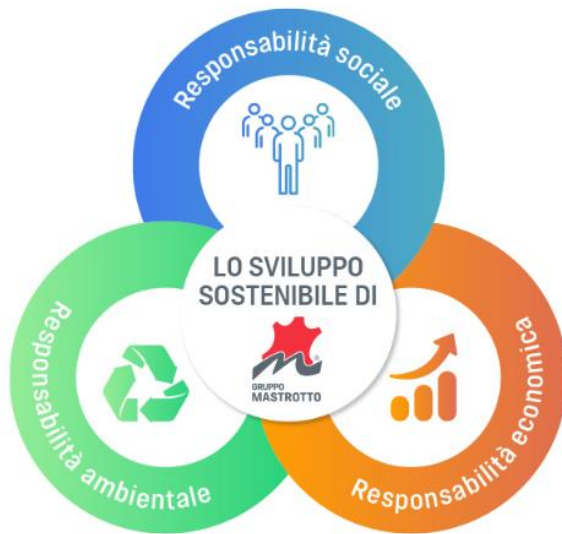 Responsabilità sociale
LO SVILUPPO
SOSTENIBILE DI
GRUPPO
MASTROTTO
Responsabilità ambientale
Responsabilità economica